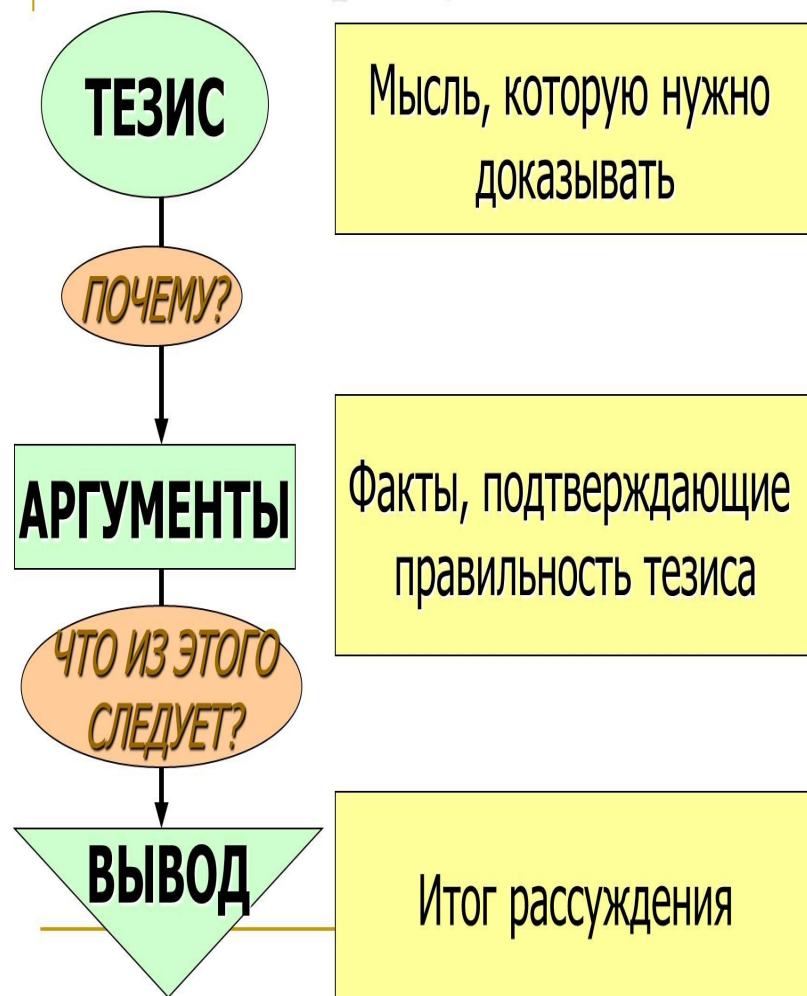 ТЕЗИС
Мысль, которую нужно
доказывать
ПОЧЕМУ?
АРГУМЕНТЫ
Факты, подтверждающие
правильность тезиса
ЧТО ИЗ ЭТОГО
СЛЕДУЕТ?
ВЫВОД
Итог рассуждения